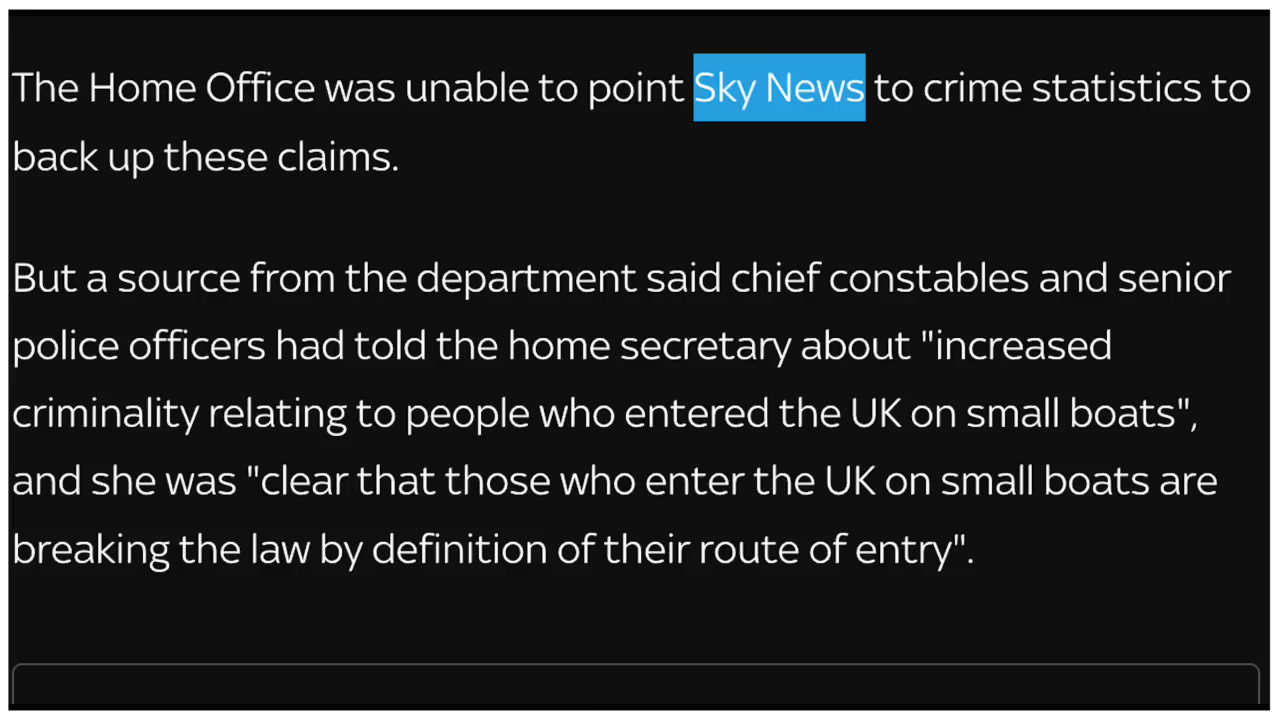 The Home Office was unable to point Sky News to crime statistics to
back up these claims.
But a source from the department said chief constables and senior
police officers had told the home secretary about "increased
criminality relating to people who entered the UK on small boats",
and she was "clear that those who enter the UK on small boats are
breaking the law by definition of their route of entry".